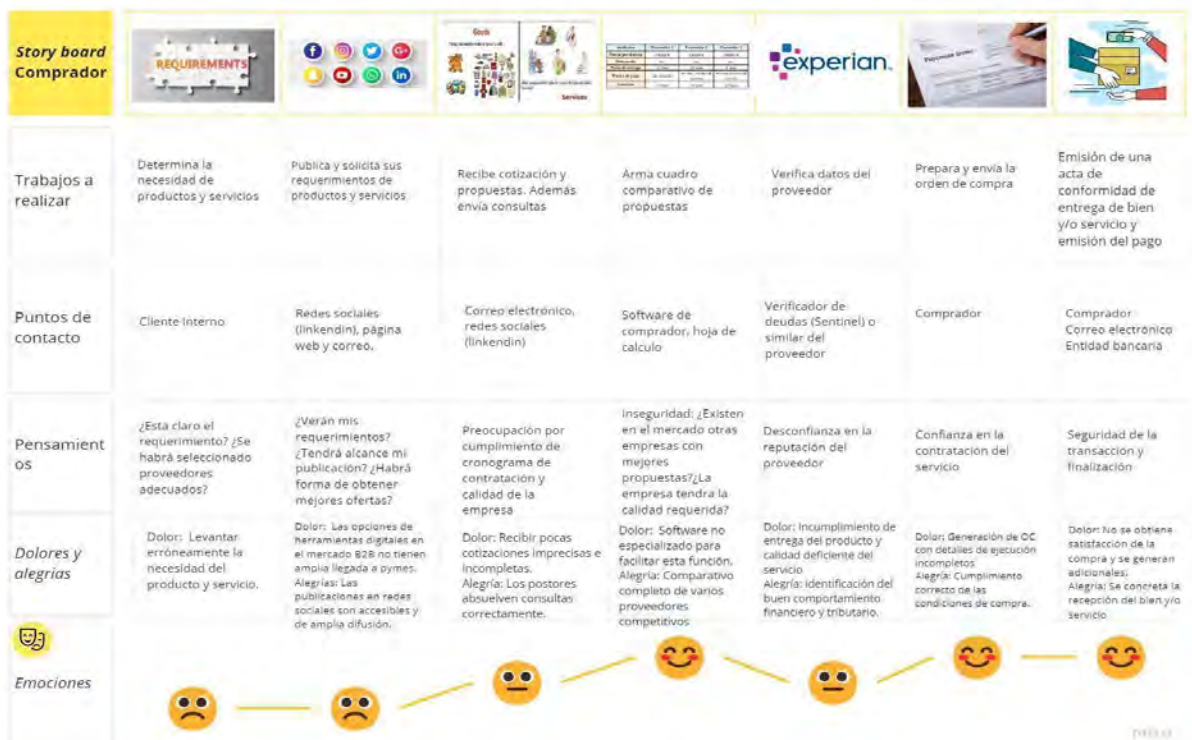 Story board
Comprador
REQUIREMENTS
Goods
Services
experian.
Trabajos a
realizar
Determina la
necesidad de
productos y servicios
Publica y solicita sus
requerimientos de
productos y servicios
Recibe cotización y
propuestas. Además
envía consultas
Arma cuadro
comparativo de
propuestas
Verifica datos del
proveedor
Prepara y envía la
orden de compra
Emisión de una
acta de
conformidad de
entrega de bien
y/o servicio y
emisión del pago
Puntos de
contacto
Cliente Interno
Redes sociales
(linkendin), página
web y correo.
Correo electrónico,
redes sociales
(linkendin)
Software de
comprador, hoja de
calculo
Verificador de
deudas (Sentinel) o
similar del
proveedor
Comprador
Comprador
Correo electrónico
Entidad bancaria
Pensamient
os
¿Esta claro el
requerimiento? ¿Se
habrá seleccionado
proveedores
adecuados?
¿Verán mis
requerimientos?
¿Tendrá alcance mi
publicación? ¿Habrá
forma de obtener
mejores ofertas?
Preocupación por
cumplimiento de
cronograma de
contratación y
calidad de la
empresa
Inseguridad: ¿Existen
en el mercado otras
empresas con
mejores
propuestas?¿La
empresa tendra la
calidad requerida?
Desconfianza en la
reputación del
proveedor
Confianza en la
contratación del
servicio
Seguridad de la
transacción y
finalización
Dolores y
alegrias
Dolor: Levantar
erróneamente la
necesidad del
producto y servicio.
Dolor: Las opciones de
herramientas digitales en
el mercado B2B no tienen
amplia llegada a pymes.
Alegrías: Las
publicaciones en redes
sociales son accesibles y
de amplia difusión.
Dolor: Recibir pocas
cotizaciones imprecisas e
incompletas.
Alegría: Los postores
absuelven consultas
correctamente.
Dolor: Software no
especializado para
facilitar esta función.
Alegría: Comparativo
completo de varios
proveedores
competitivos
Dolor: Incumplimiento de
entrega del producto y
calidad deficiente del
servicio
Alegría: identificación del
buen comportamiento
financiero y tributario.
Dolor: Generación de OC
con detalles de ejecución
incompletos
Alegría: Cumplimiento
correcto de las
condiciones de compra.
Dolor: No se obtiene
satisfacción de la
compra y se generan
adicionales.
Alegría: Se concreta la
recepción del bien y/o
servicio
Emociones
miro